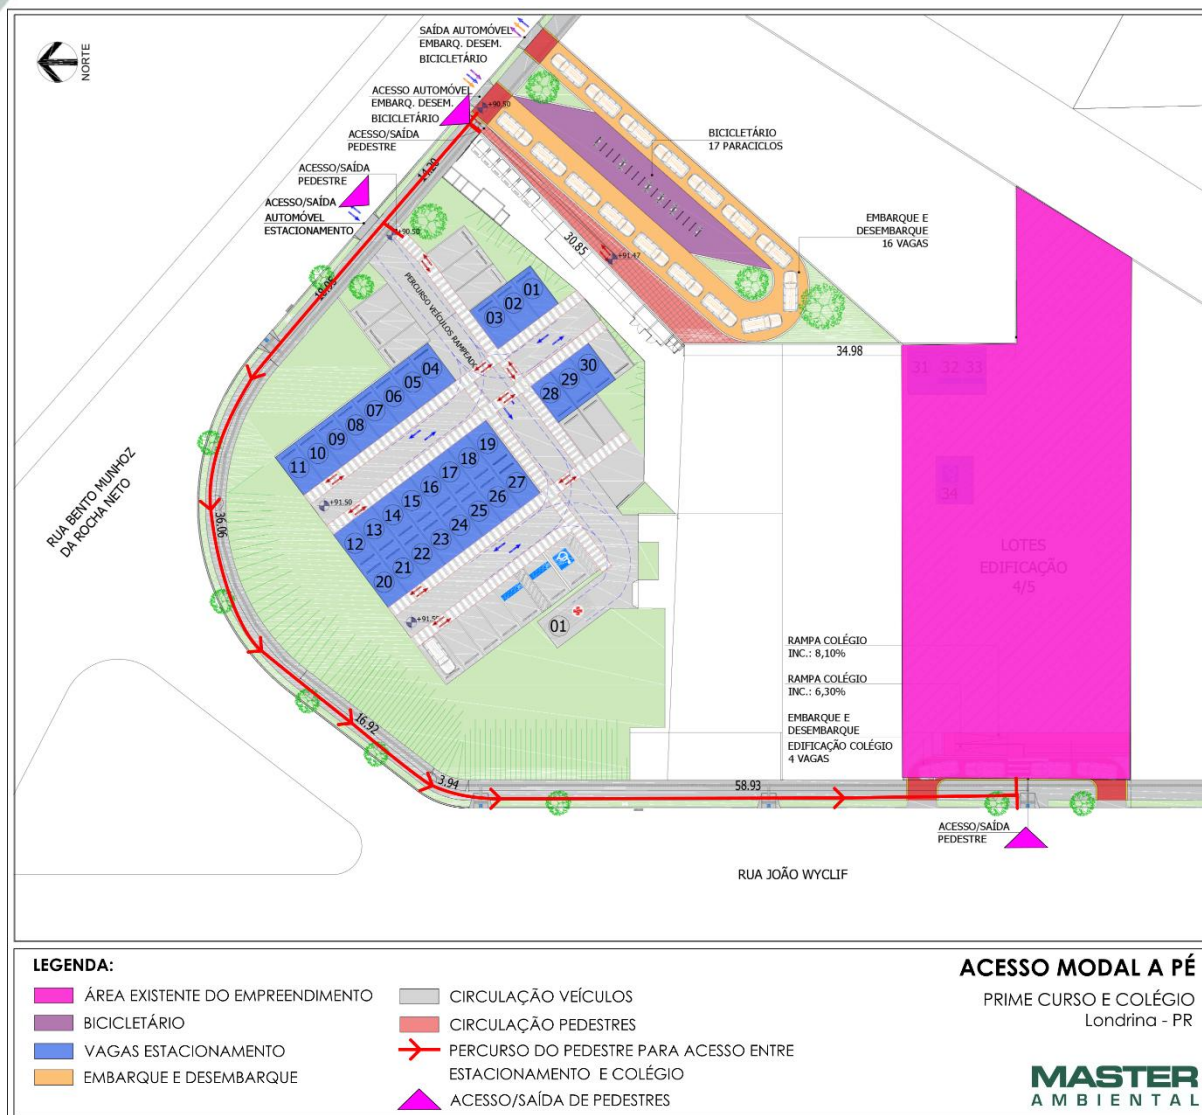 NORTE
SAÍDA AUTOMÓVEL
EMBARQ. DESEM.
BICICLETÁRIO
ACESSO AUTOMÓVEL
EMBARQ. DESEM.
BICICLETÁRIO
+90.50
ACESSO/SAÍDA
PEDESTRE
ACESSO/SAÍDA
PEDESTRE
ACESSO/SAÍDA
AUTOMÓVEL
ESTACIONAMENTO
+90.50
14.20
BICICLETÁRIO
17 PARACICLOS
EMBARQUE E
DESEMBARQUE
16 VAGAS
30.85
+91.47
34.98
PERCURSO VEÍCULOS RAMPEADO
01
02
03
04
05
06
07
08
09
10
11
28
29
30
12
13
14
15
16
17
18
19
20
21
22
23
24
25
26
27
+91.50
01
31 32 33
34
LOTES
EDIFICAÇÃO
4/5
RUA BENTO MUNHOZ
DA ROCHA NETO
36.06
16.92
3.94
58.93
RAMPA COLÉGIO
INC.: 8,10%
RAMPA COLÉGIO
INC.: 6,30%
EMBARQUE E
DESEMBARQUE
EDIFICAÇÃO COLÉGIO
4 VAGAS
ACESSO/SAÍDA
PEDESTRE
RUA JOÃO WYCLIF
LEGENDA:
ÁREA EXISTENTE DO EMPREENDIMENTO
BICICLETÁRIO
VAGAS ESTACIONAMENTO
EMBARQUE E DESEMBARQUE
CIRCULAÇÃO VEÍCULOS
CIRCULAÇÃO PEDESTRES
PERCURSO DO PEDESTRE PARA ACESSO ENTRE
ESTACIONAMENTO E COLÉGIO
ACESSO/SAÍDA DE PEDESTRES
ACESSO MODAL A PÉ
PRIME CURSO E COLÉGIO
Londrina - PR
MASTER
AMBIENTAL